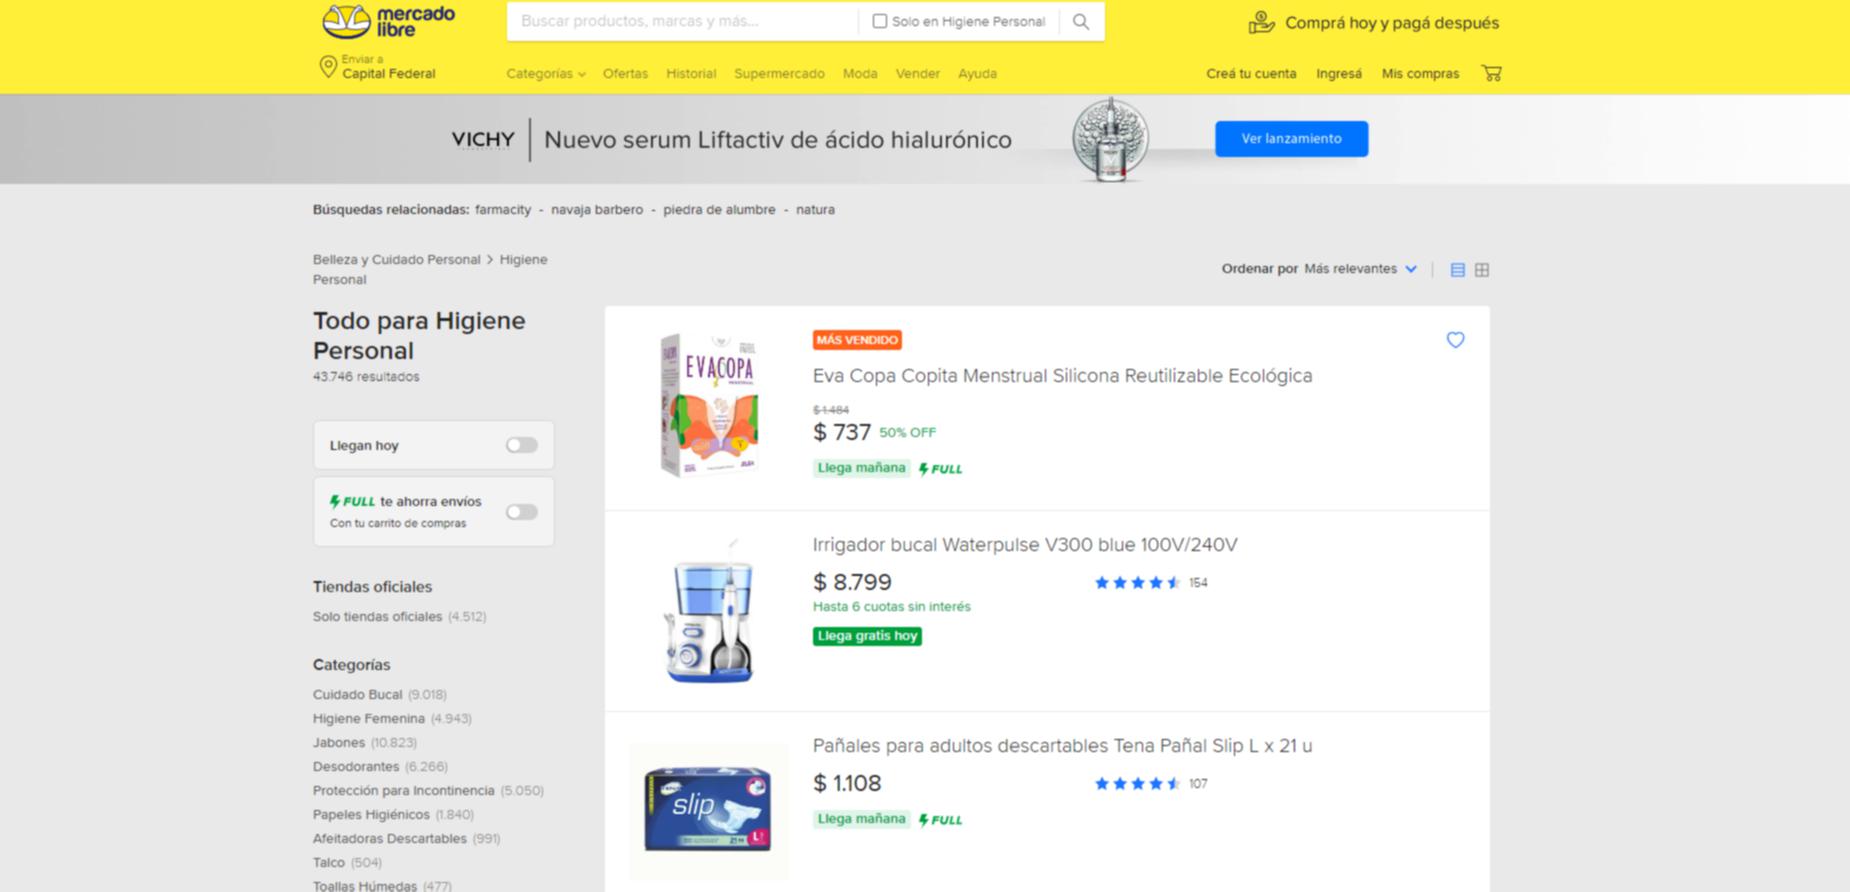 mercado
libre
Buscar productos, marcas y más...
Solo en Higiene Personal
Comprá hoy y pagá después
Enviar a
Capital Federal
Categorías
Ofertas
Historial
Supermercado
Moda
Vender
Ayuda
Creá tu cuenta
Ingresá
Mis compras
VICHY
Nuevo serum Liftactiv de ácido hialurónico
Ver lanzamiento
Búsquedas relacionadas: farmacity - navaja barbero - piedra de alumbre - natura
Belleza y Cuidado Personal > Higiene
Personal
Ordenar por Más relevantes
Todo para Higiene
Personal
43.746 resultados
Llegan hoy
FULL te ahorra envíos
Con tu carrito de compras
Tiendas oficiales
Solo tiendas oficiales (4.512)
Categorías
Cuidado Bucal (9.018)
Higiene Femenina (4.943)
Jabones (10.823)
Desodorantes (6.266)
Protección para Incontinencia (5.050)
Papeles Higiénicos (1.840)
Afeitadoras Descartables (991)
Talco (504)
Toallas Húmedas (477)
EVACOPA
MÁS VENDIDO
Eva Copa Copita Menstrual Silicona Reutilizable Ecológica
$ 1.484
$ 737 50% OFF
Llega mañana FULL
Irrigador bucal Waterpulse V300 blue 100V/240V
$ 8.799
154
Hasta 6 cuotas sin interés
Llega gratis hoy
slip
L
Pañales para adultos descartables Tena Pañal Slip L x 21 u
$ 1.108
107
Llega mañana FULL